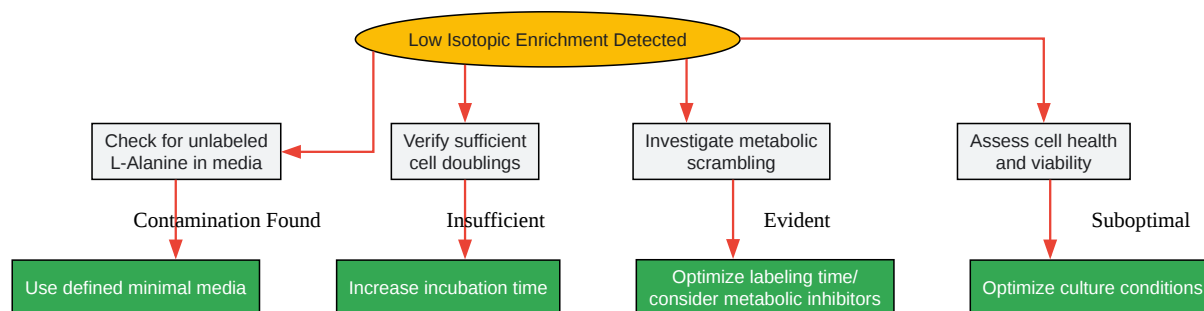 Low Isotopic Enrichment Detected
Check for unlabeled
L-Alanine in media
Verify sufficient
cell doublings
Investigate metabolic
scrambling
Assess cell health
and viability
Contamination Found
Insufficient
Evident
Suboptimal
Use defined minimal media
Increase incubation time
Optimize labeling time/
consider metabolic inhibitors
Optimize culture conditions